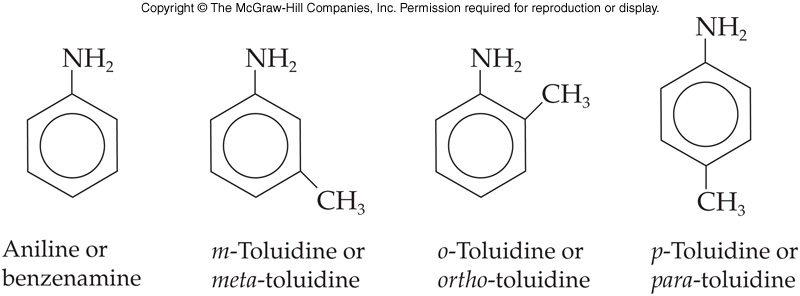 Copyright © The McGraw-Hill Companies, Inc. Permission required for reproduction or display.
NH₂
CH₃
Aniline or
benzenamine
NH₂
CH₃
m-Toluidine or
meta-toluidine
NH₂
CH₃
o-Toluidine or
ortho-toluidine
NH₂
p-Toluidine or
para-toluidine